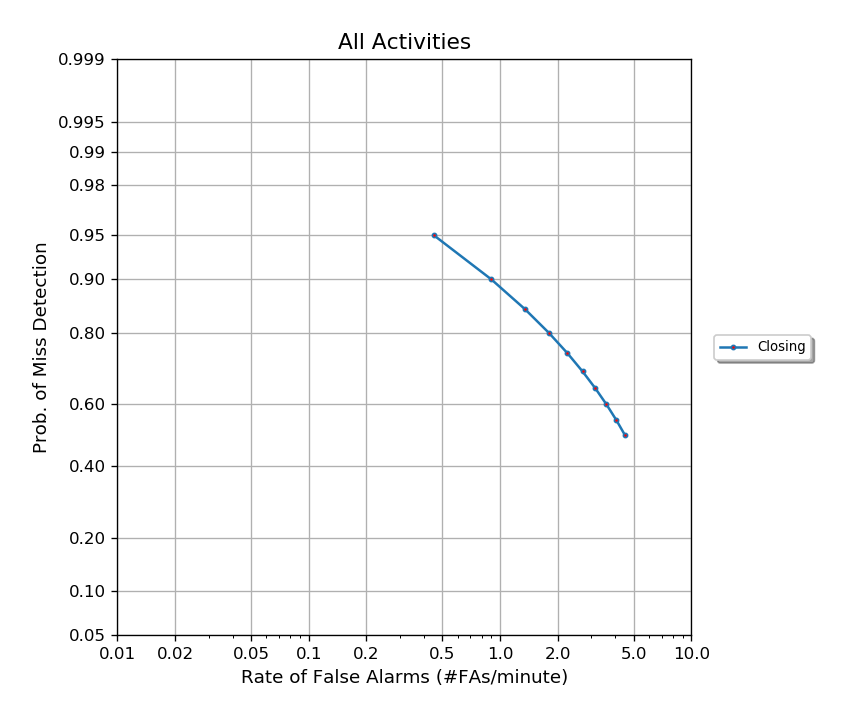 All Activities
0.999
0.995
0.99
0.98
0.95
0.90
0.80
0.60
0.40
0.20
0.10
0.05
Prob. of Miss Detection
0.01 0.02 0.05 0.1 0.2 0.5 1.0 2.0 5.0 10.0
Rate of False Alarms (#FAs/minute)
Closing